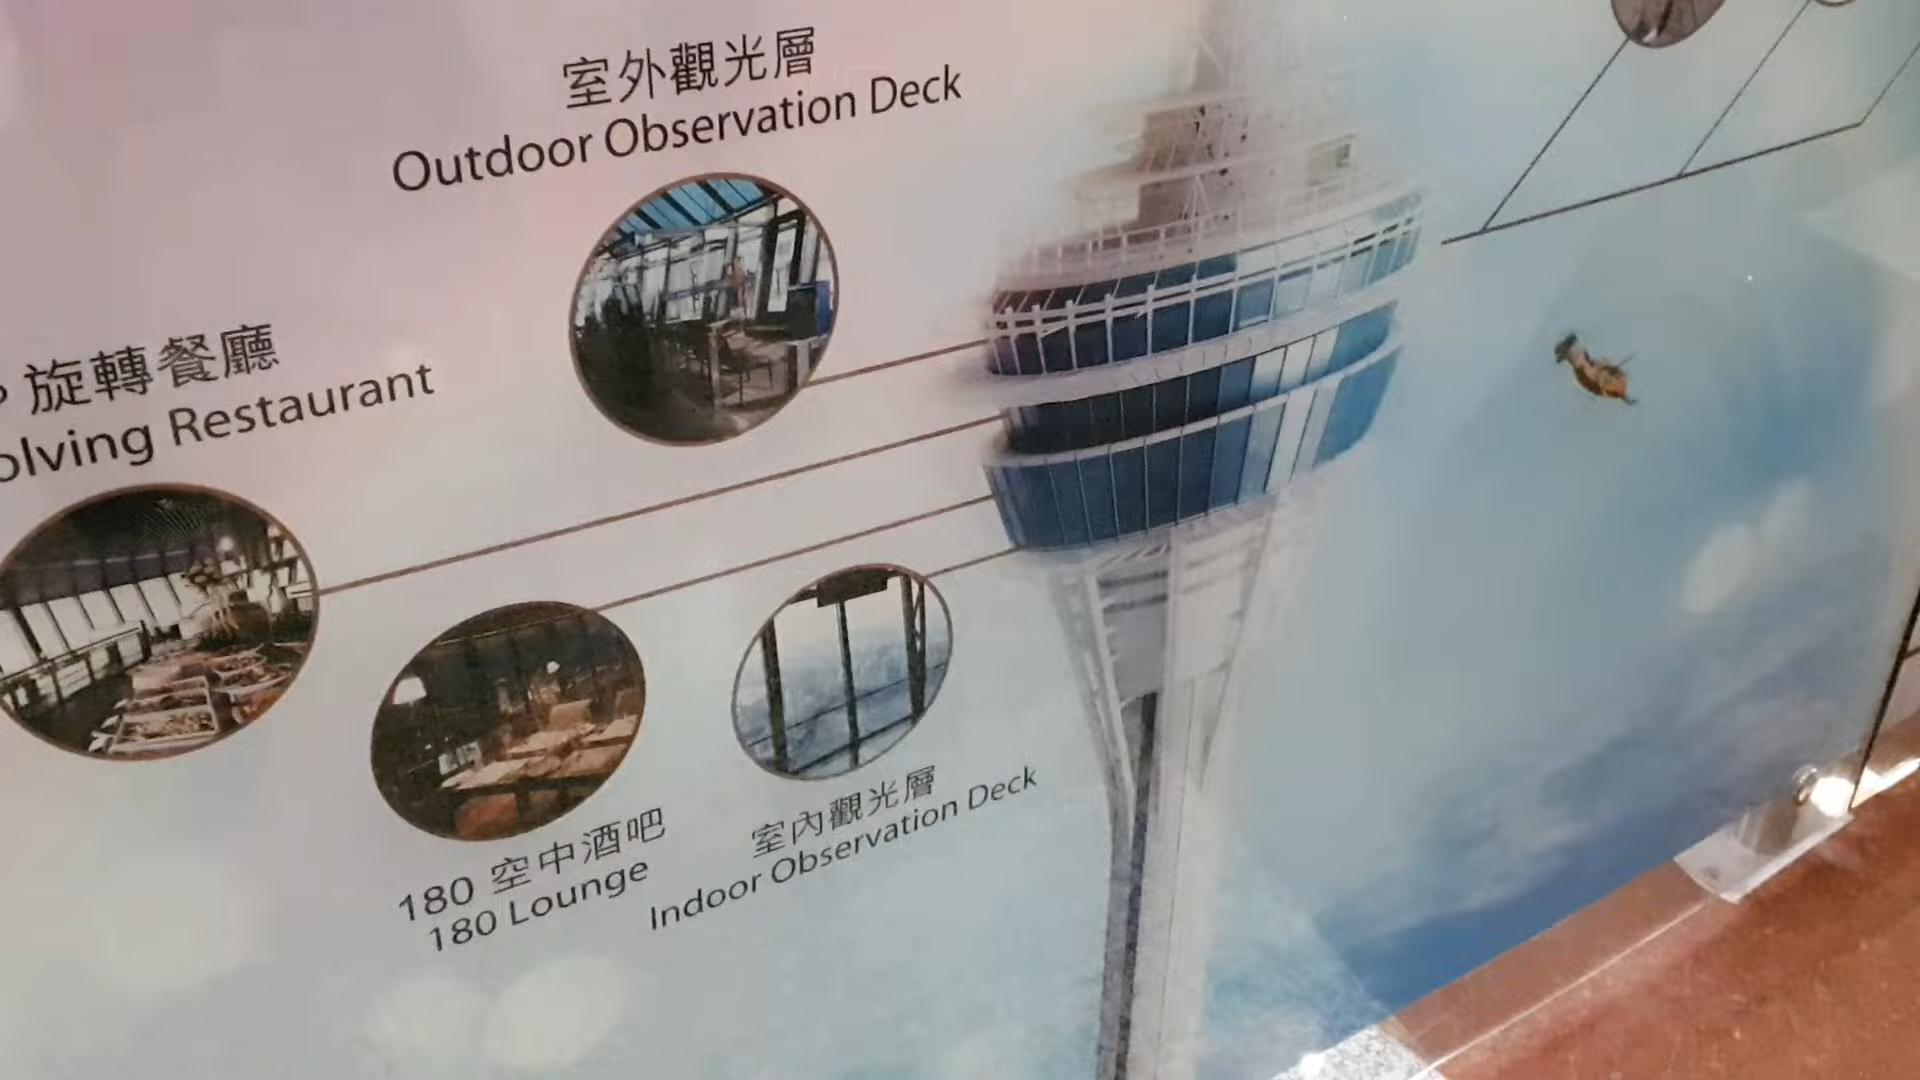 室外觀光層
Outdoor Observation Deck
旋轉餐廳
olving Restaurant
180 空中酒吧
180 Lounge
室內觀光層
Indoor Observation Deck